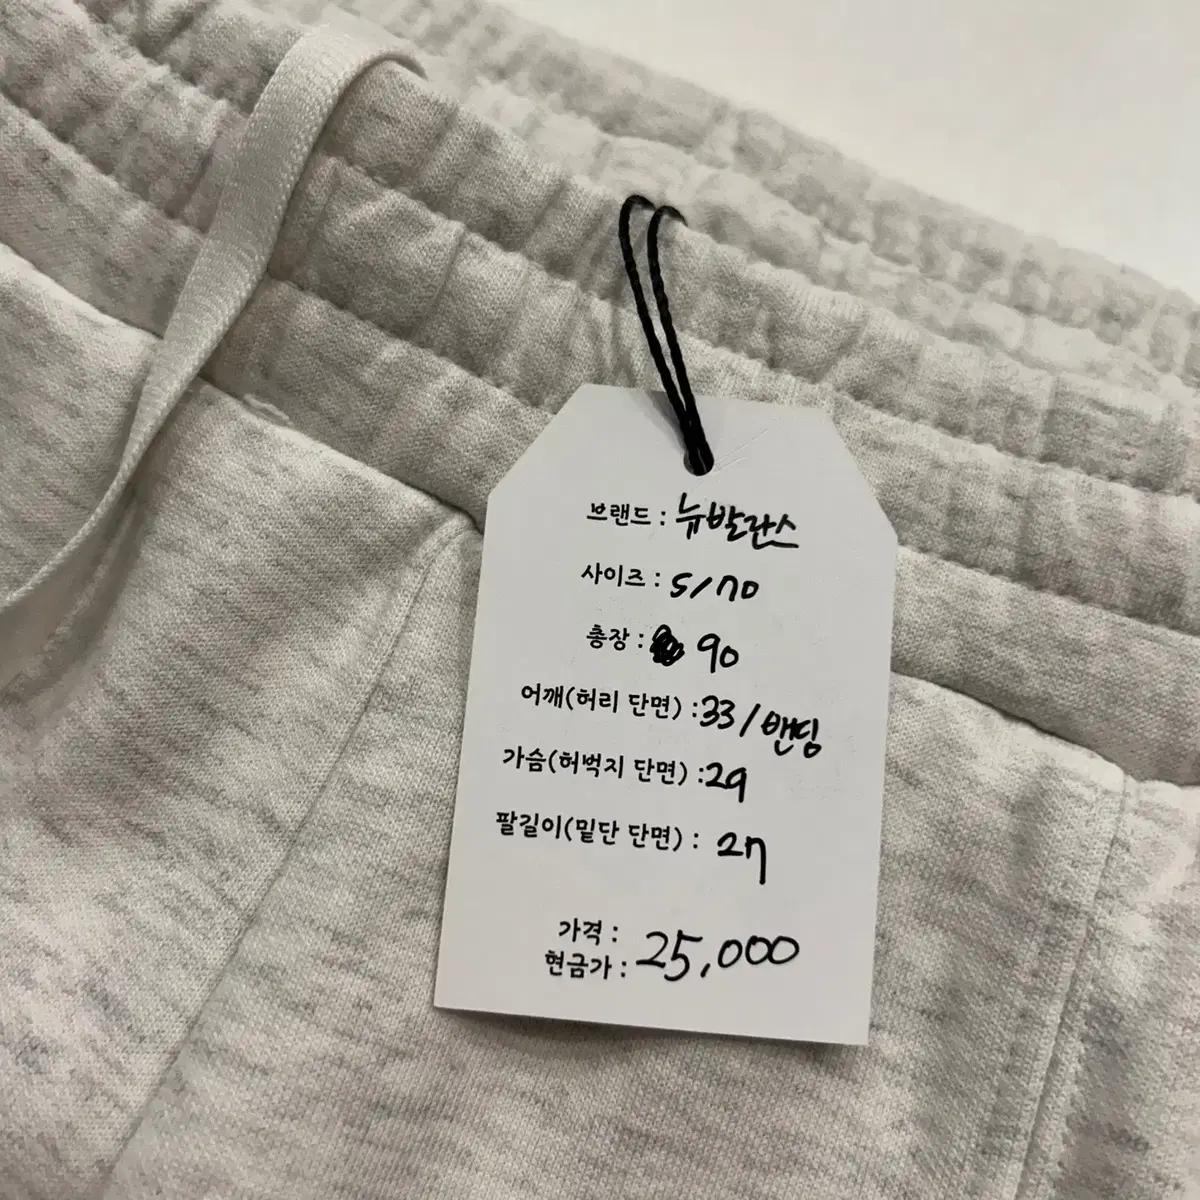 브랜드 : 뉴발란스
사이즈 : S/70
총장 : 90
어깨(허리 단면) : 33/밴딩
가슴(허벅지 단면) : 29
팔길이(밑단 단면) : 27
가격 :
현금가 : 25,000